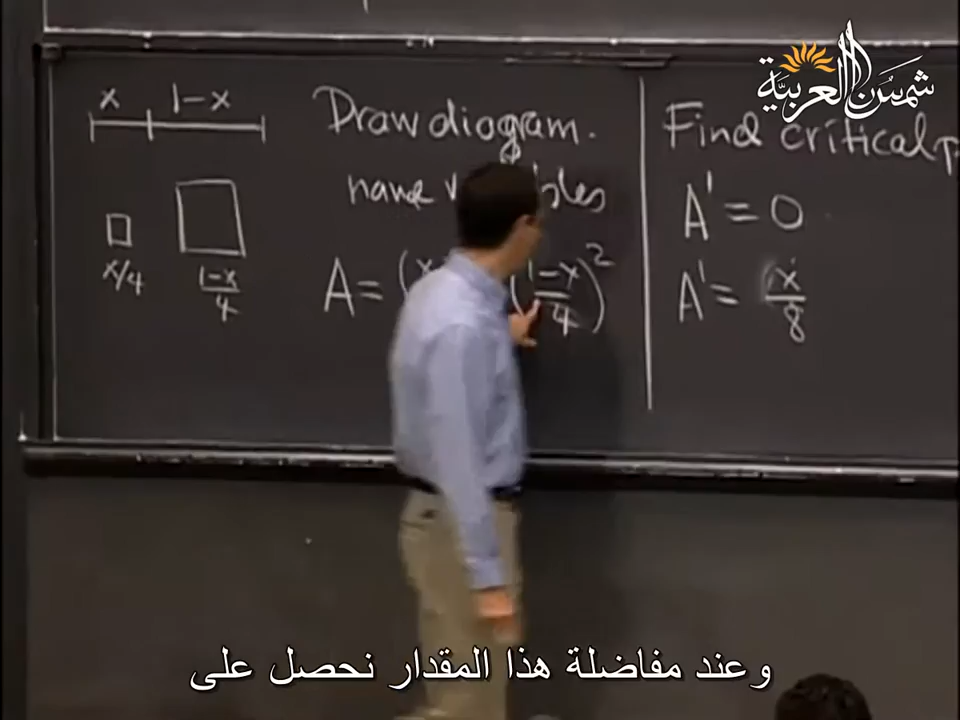 شمس العربية
x 1-x
Draw diagram.
name
x/4
1-x
4
A = (x
(1-x
4)²
Find critical
A' = 0
A' = x
8
وعند مفاضلة هذا المقدار نحصل على